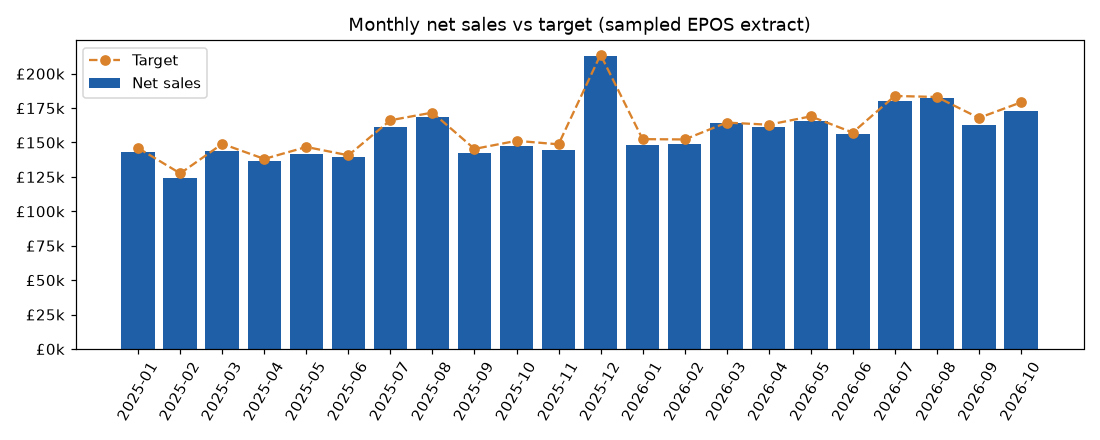 Monthly net sales vs target (sampled EPOS extract)
Target
Net sales
£200k
£175k
£150k
£125k
£100k
£75k
£50k
£25k
£0k
2025-01
2025-02
2025-03
2025-04
2025-05
2025-06
2025-07
2025-08
2025-09
2025-10
2025-11
2025-12
2026-01
2026-02
2026-03
2026-04
2026-05
2026-06
2026-07
2026-08
2026-09
2026-10